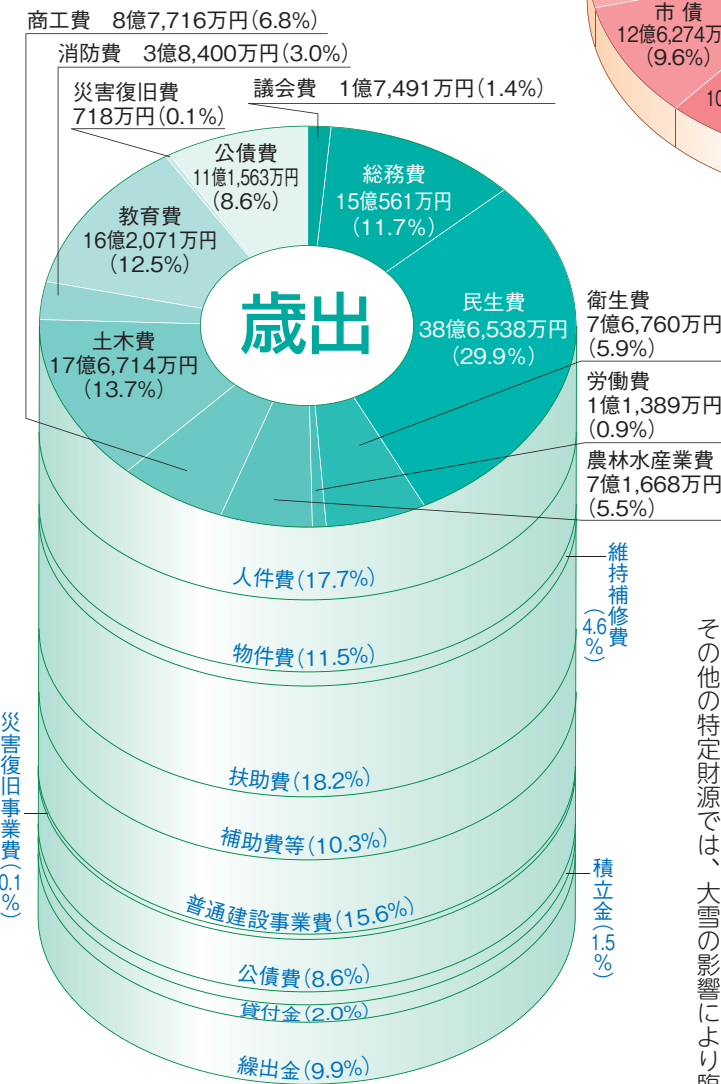 商工費　8億7,716万円(6.8%)
消防費　3億8,400万円(3.0%)
災害復旧費
718万円(0.1%)
議会費　1億7,491万円(1.4%)
市 債
12億6,274万
(9.6%)
10
公債費
11億1,563万円
(8.6%)
総務費
15億561万円
(11.7%)
教育費
16億2,071万円
(12.5%)
歳出
民生費
38億6,538万円
(29.9%)
衛生費
7億6,760万円
(5.9%)
土木費
17億6,714万円
(13.7%)
労働費
1億1,389万円
(0.9%)
農林水産業費
7億1,668万円
(5.5%)
人件費(17.7%)
維持補修費(4.6%)
物件費(11.5%)
扶助費(18.2%)
補助費等(10.3%)
災害復旧事業費(0.1%)
普通建設事業費(15.6%)
積立金(1.5%)
公債費(8.6%)
貸付金(2.0%)
繰出金(9.9%)
その他の特定財源では、大雪の影響により臨